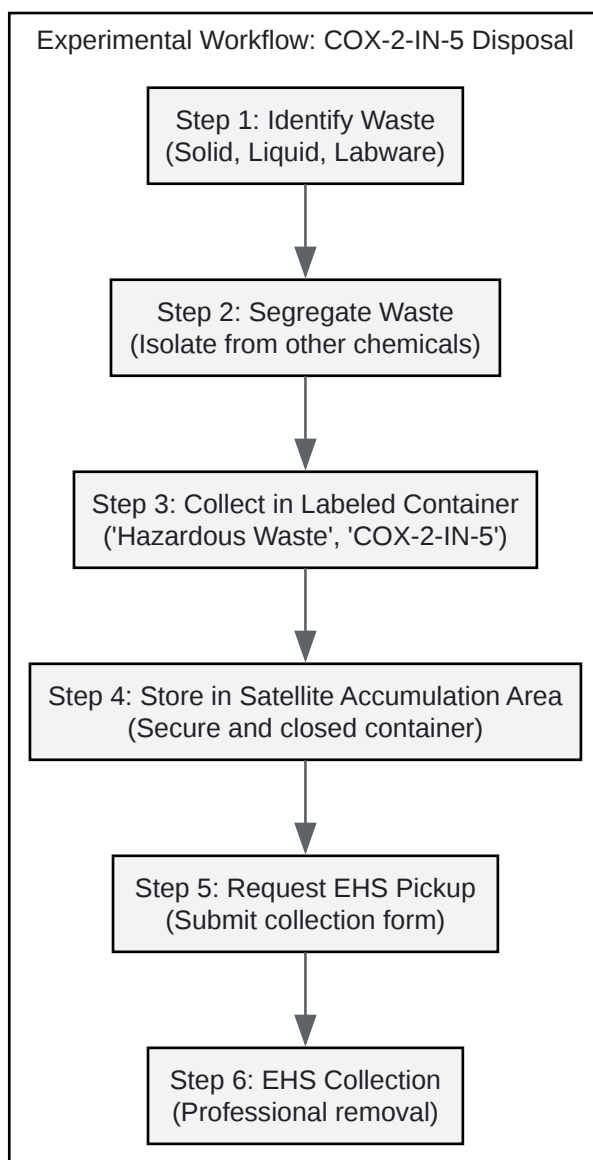 Experimental Workflow: COX-2-IN-5 Disposal
Step 1: Identify Waste
(Solid, Liquid, Labware)
Step 2: Segregate Waste
(Isolate from other chemicals)
Step 3: Collect in Labeled Container
('Hazardous Waste', 'COX-2-IN-5')
Step 4: Store in Satellite Accumulation Area
(Secure and closed container)
Step 5: Request EHS Pickup
(Submit collection form)
Step 6: EHS Collection
(Professional removal)